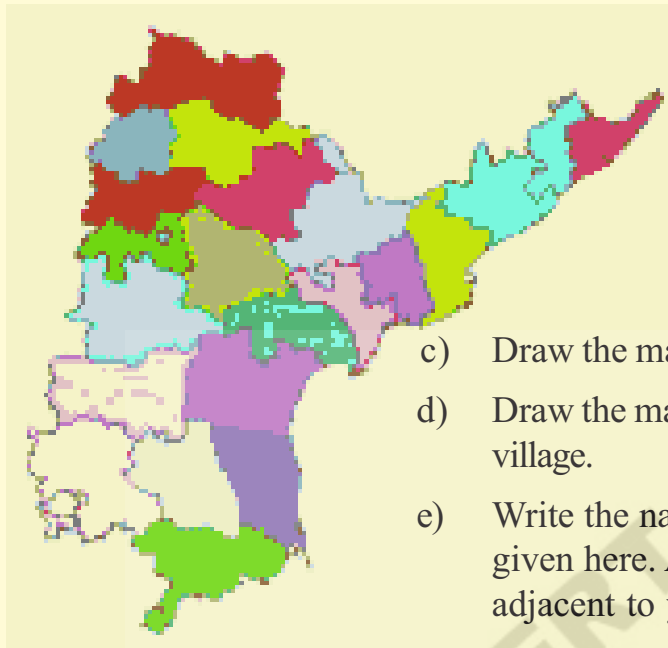 c) Draw the ma
d) Draw the ma
village.
e) Write the na
given here.
adjacent to